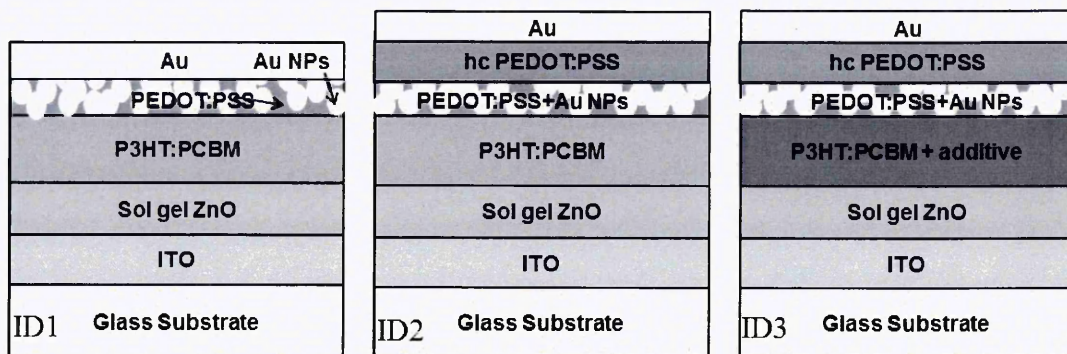 Au Au NPs
PEDOT:PSS
P3HT:PCBM
Sol gel ZnO
ITO
ID1 Glass Substrate
Au
hc PEDOT:PSS
PEDOT:PSS+Au NPs
P3HT:PCBM
Sol gel ZnO
ITO
ID2 Glass Substrate
Au
hc PEDOT:PSS
PEDOT:PSS+Au NPs
P3HT:PCBM + additive
Sol gel ZnO
ITO
ID3 Glass Substrate